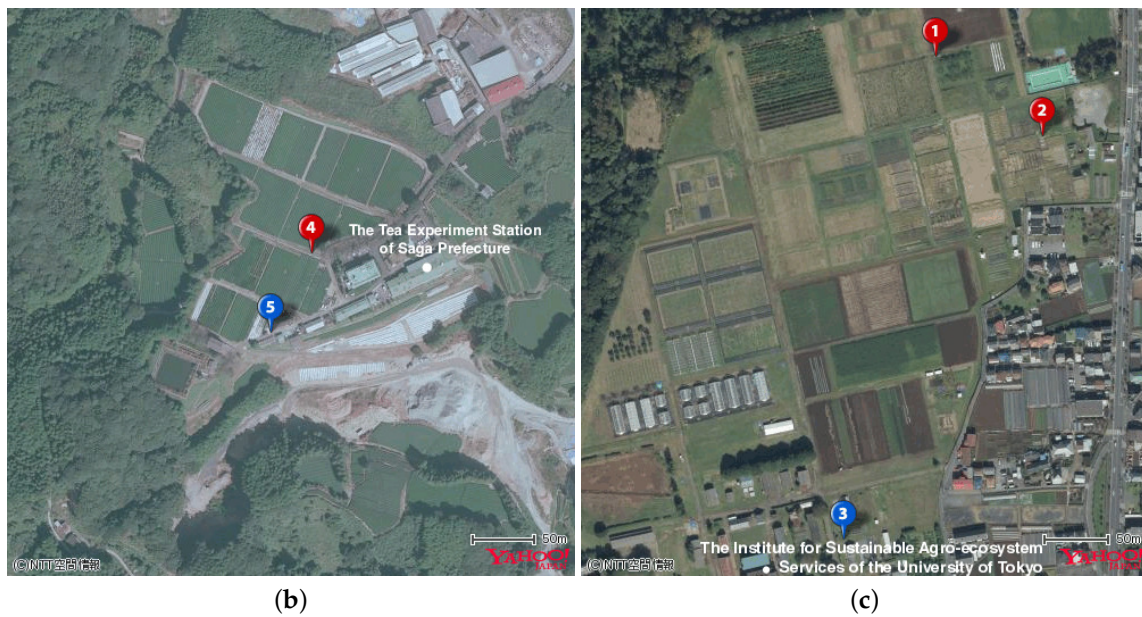 4
The Tea Experiment Station
of Saga Prefecture
5
50m
YAHOO!
JAPAN
(C)NTT空間情報
(b)
1
2
3
The Institute for Sustainable Agro-ecosystem
Services of the University of Tokyo
50m
YAHOO!
JAPAN
(C)NTT空間情報
(c)